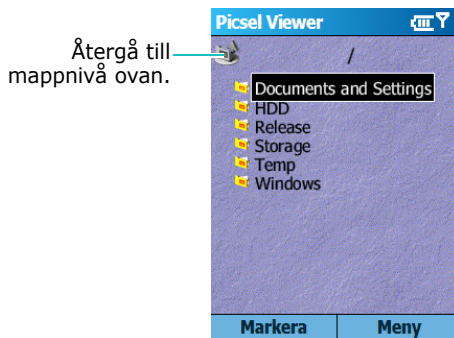 Picsel Viewer
Återgå till
mappnivå ovan.
/
Documents and Settings
HDD
Release
Storage
Temp
Windows
Markera Meny